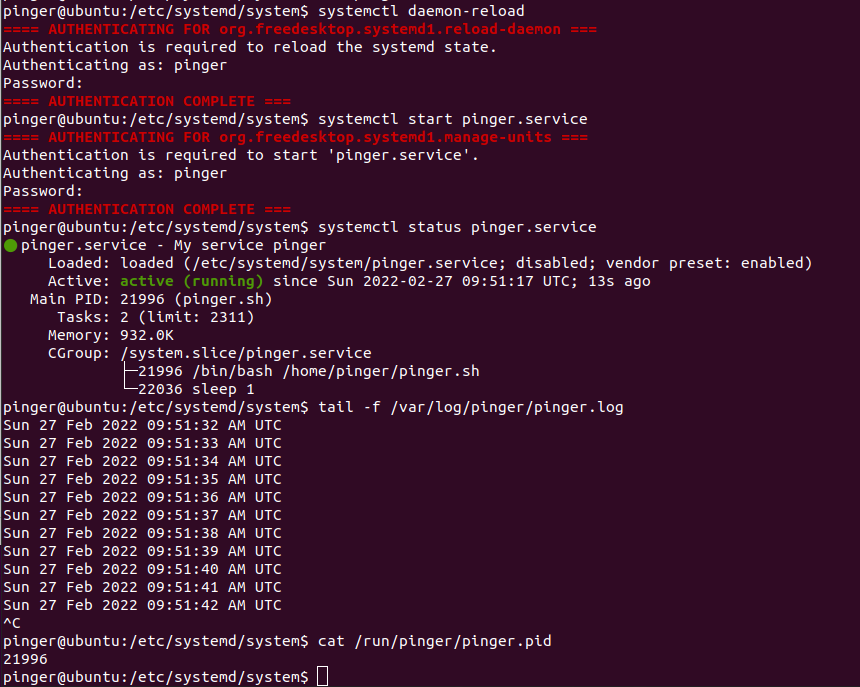 pinger@ubuntu:/etc/systemd/system$ systemctl daemon-reload
==== AUTHENTICATING FOR org.freedesktop.systemd1.reload-daemon ===
Authentication is required to reload the systemd state.
Authenticating as: pinger
Password:
==== AUTHENTICATION COMPLETE ===
pinger@ubuntu:/etc/systemd/system$ systemctl start pinger.service
==== AUTHENTICATING FOR org.freedesktop.systemd1.manage-units ===
Authentication is required to start 'pinger.service'.
Authenticating as: pinger
Password:
==== AUTHENTICATION COMPLETE ===
pinger@ubuntu:/etc/systemd/system$ systemctl status pinger.service
● pinger.service - My service pinger
     Loaded: loaded (/etc/systemd/system/pinger.service; disabled; vendor preset: enabled)
     Active: active (running) since Sun 2022-02-27 09:51:17 UTC; 13s ago
   Main PID: 21996 (pinger.sh)
      Tasks: 2 (limit: 2311)
     Memory: 932.0K
     CGroup: /system.slice/pinger.service
             ├─21996 /bin/bash /home/pinger/pinger.sh
             └─22036 sleep 1
pinger@ubuntu:/etc/systemd/system$ tail -f /var/log/pinger/pinger.log
Sun 27 Feb 2022 09:51:32 AM UTC
Sun 27 Feb 2022 09:51:33 AM UTC
Sun 27 Feb 2022 09:51:34 AM UTC
Sun 27 Feb 2022 09:51:35 AM UTC
Sun 27 Feb 2022 09:51:36 AM UTC
Sun 27 Feb 2022 09:51:37 AM UTC
Sun 27 Feb 2022 09:51:38 AM UTC
Sun 27 Feb 2022 09:51:39 AM UTC
Sun 27 Feb 2022 09:51:40 AM UTC
Sun 27 Feb 2022 09:51:41 AM UTC
Sun 27 Feb 2022 09:51:42 AM UTC
^C
pinger@ubuntu:/etc/systemd/system$ cat /run/pinger/pinger.pid
21996
pinger@ubuntu:/etc/systemd/system$